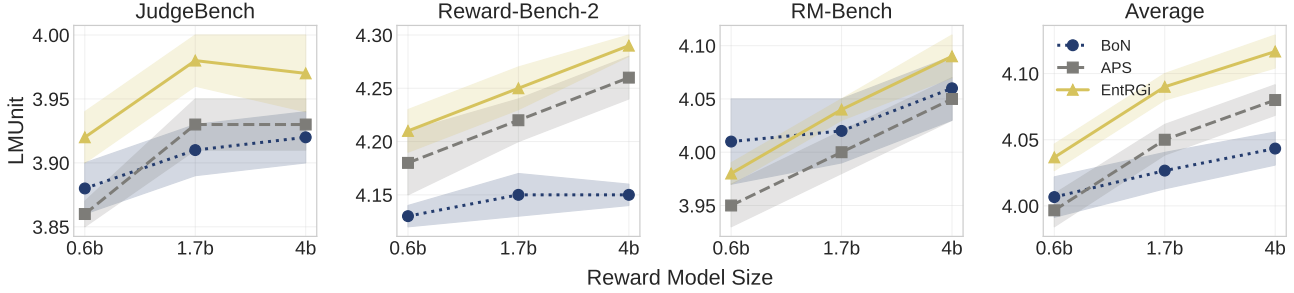 JudgeBench
Reward-Bench-2
RM-Bench
Average
LMUnit
4.00
3.95
3.90
3.85
0.6b
1.7b
4b
4.30
4.25
4.20
4.15
0.6b
1.7b
4b
4.10
4.05
4.00
3.95
0.6b
1.7b
4b
4.10
4.05
4.00
0.6b
1.7b
4b
BoN
APS
EntRGi
Reward Model Size